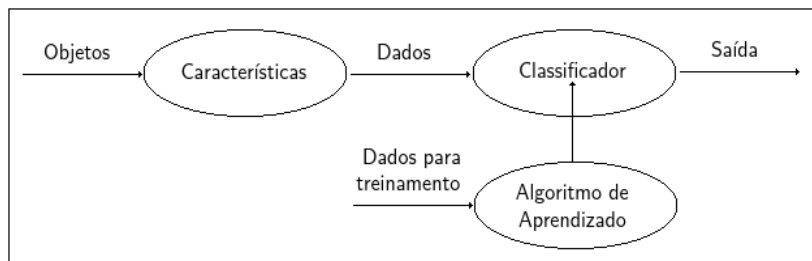 Objetos
Características
Dados
Classificador
Saída
Dados para
treinamento
Algoritmo de
Aprendizado